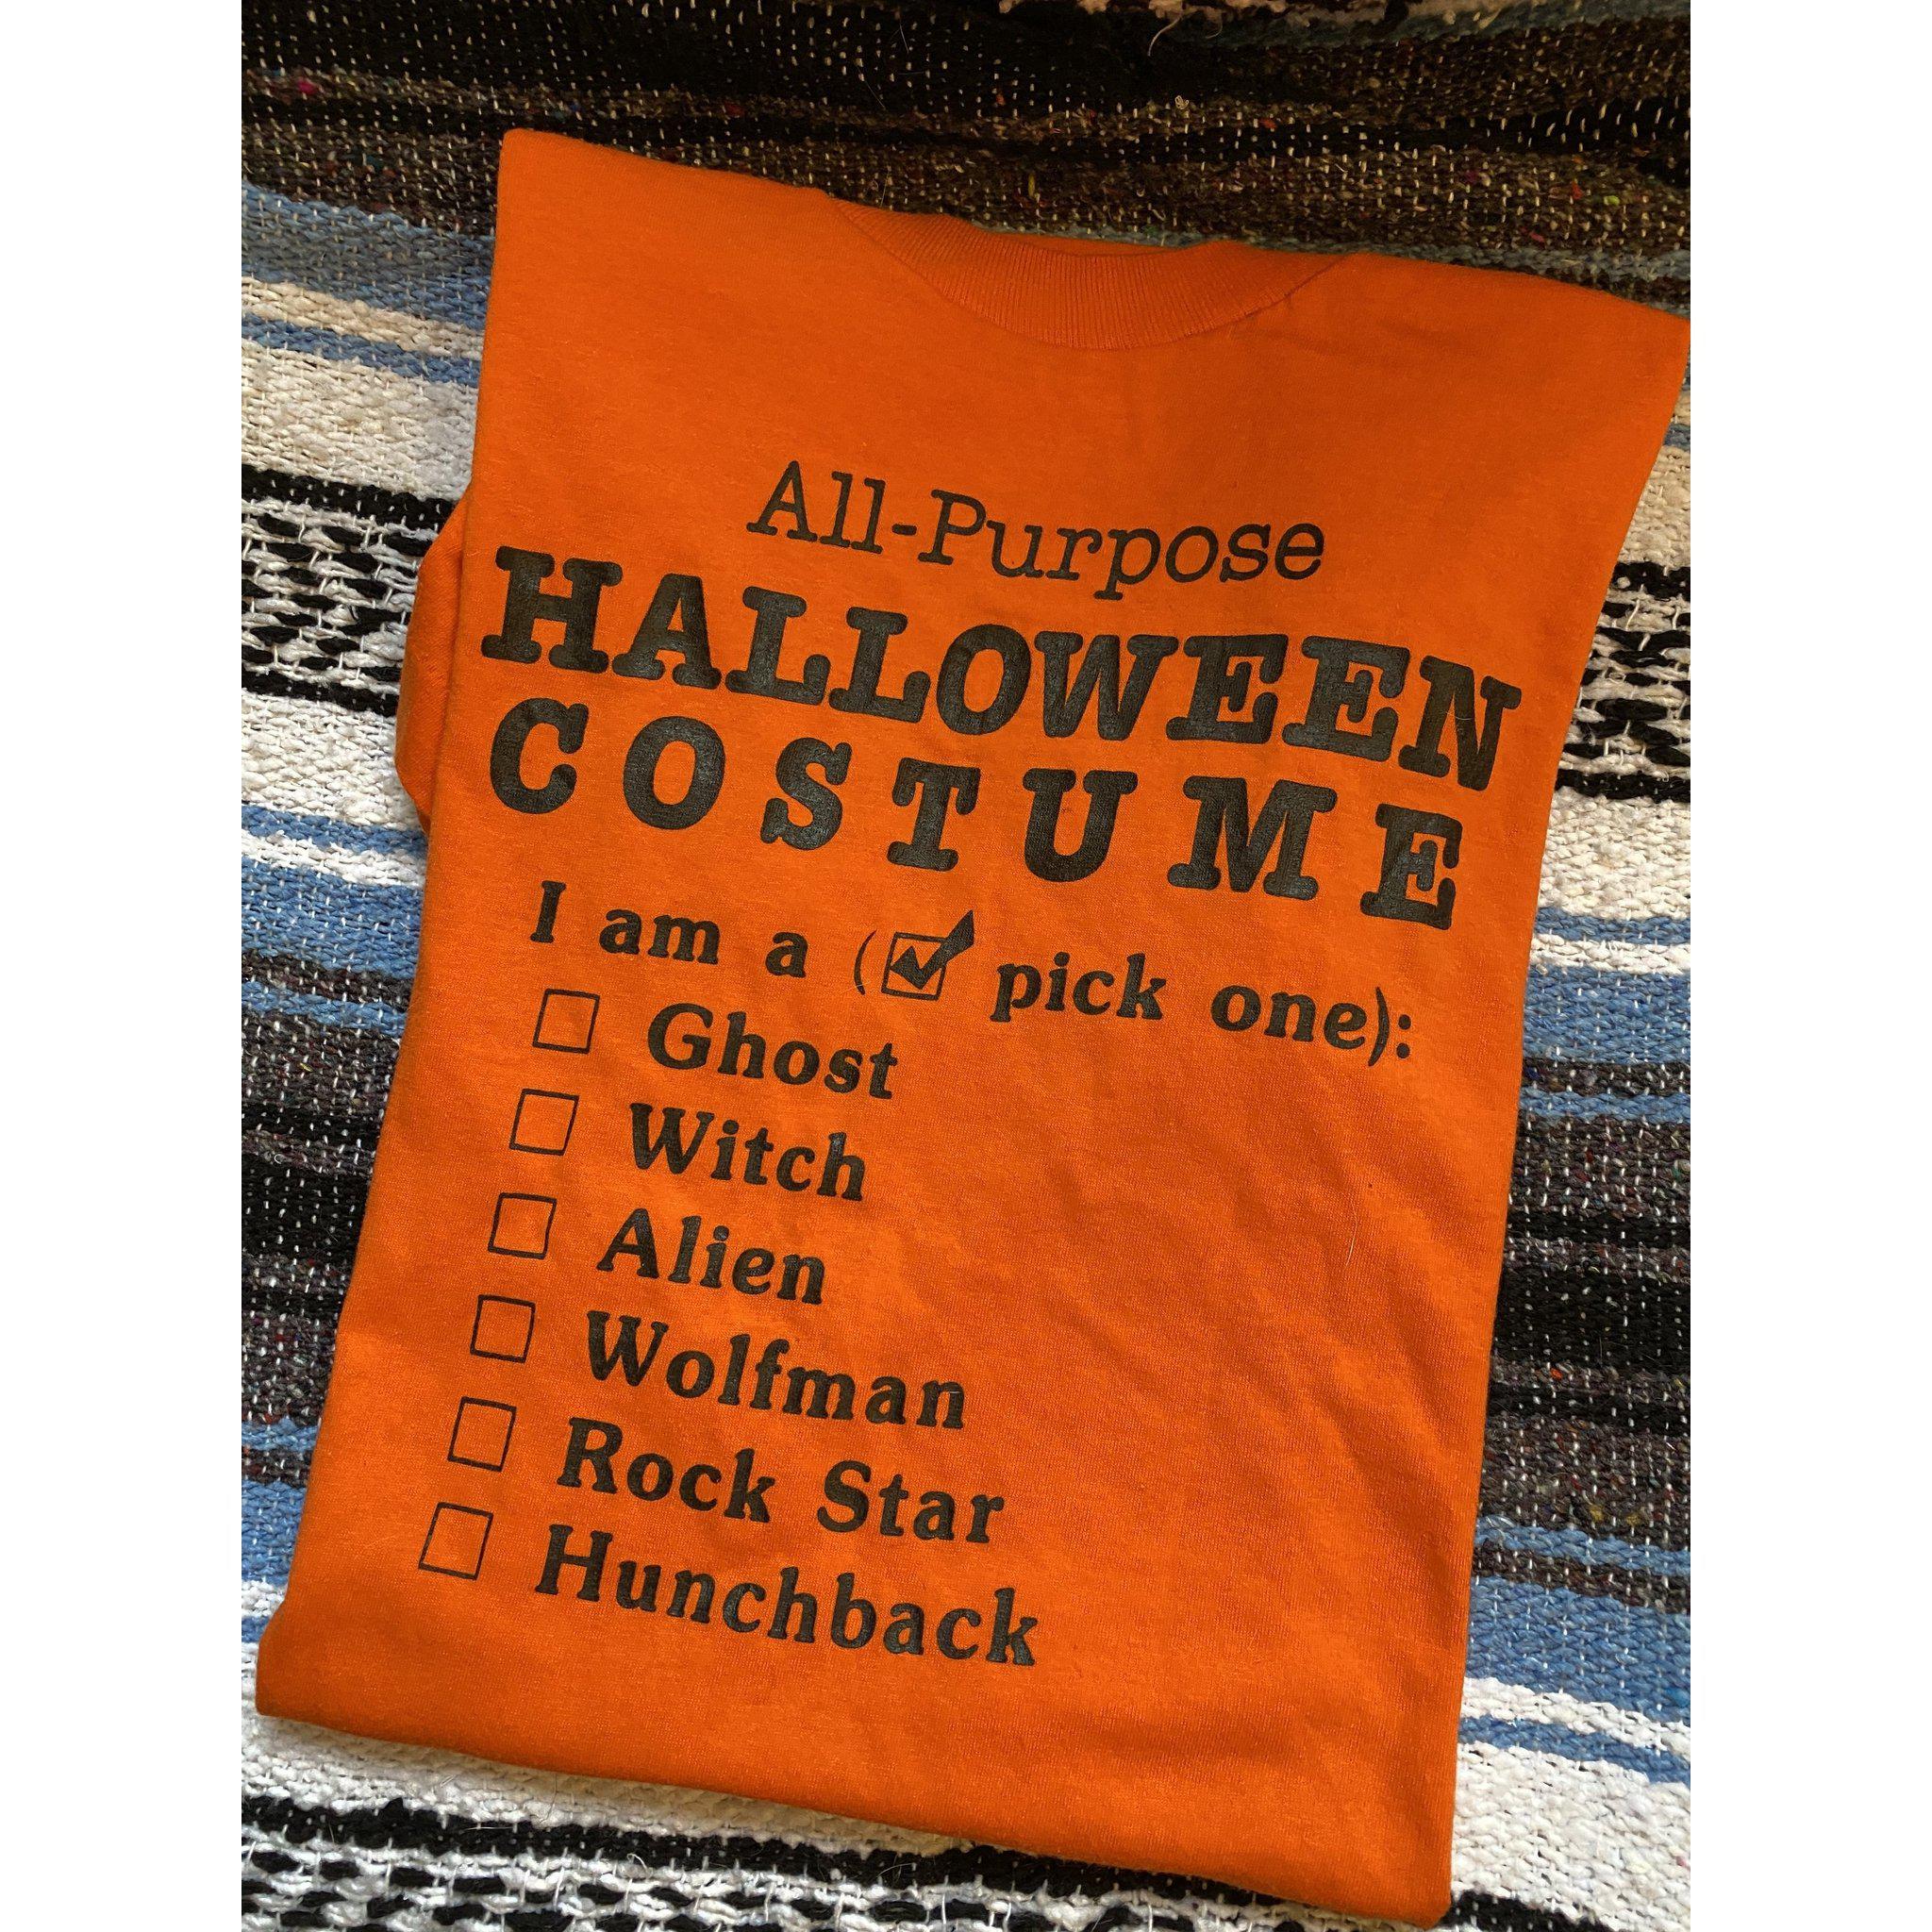 All-Purpose
HALLOWEEN
COSTUME
I am a (☑ pick one):
☐ Ghost
☐ Witch
☐ Alien
☐ Wolfman
☐ Rock Star
☐ Hunchback